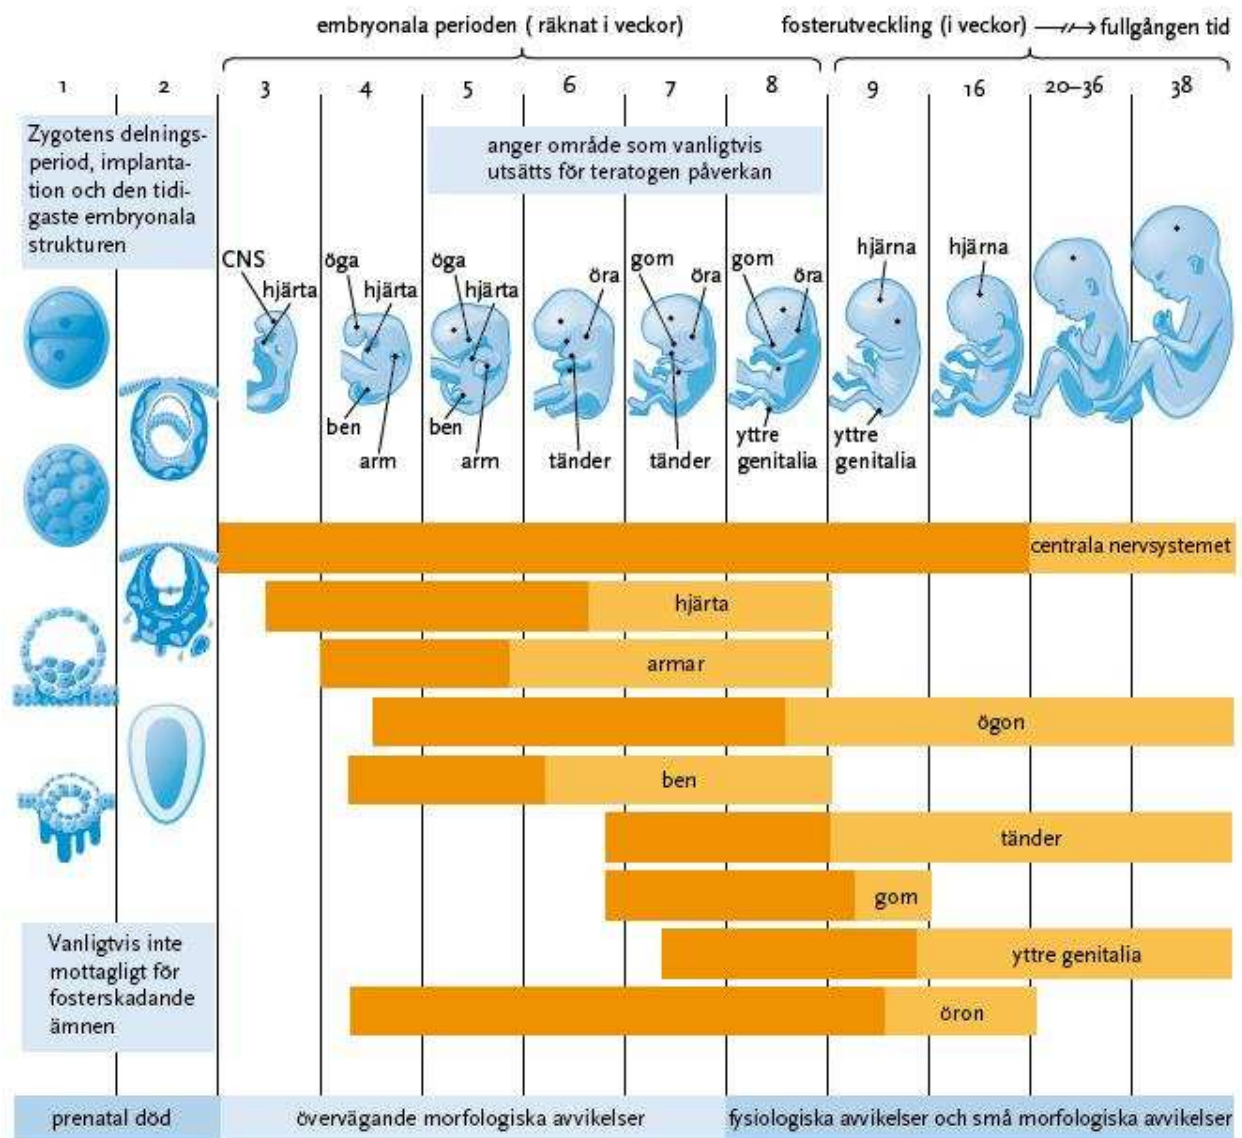 embryonala perioden ( räknat i veckor)
fosterutveckling (i veckor)
fullgången tid
1
2
3
4
5
6
7
8
9
16
20–36
38
Zygotens delnings-
period, implanta-
tion och den tidi-
gaste embryonala
strukturen
anger område som vanligtvis
utsätts för teratogen påverkan
CNS
hjärta
öga
hjärta
ben
arm
öga
hjärta
ben
arm
öra
tänder
gom
öra
tänder
gom
öra
yttre
genitalia
hjärna
yttre
genitalia
hjärna
centrala nervsystemet
hjärta
armar
ögon
ben
tänder
gom
yttre genitalia
öron
Vanligtvis inte
mottagligt för
fosterskadande
ämnen
prenatal död
övervägande morfologiska avvikelser
fysiologiska avvikelser och små morfologiska avvikelser